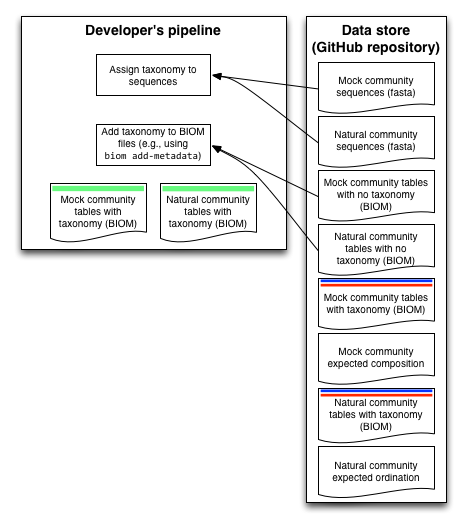 Developer's pipeline
Assign taxonomy to
sequences
Add taxonomy to BIOM
files (e.g., using
biom add-metadata)
Mock community
tables with
taxonomy (BIOM)
Natural community
tables with
taxonomy (BIOM)
Data store
(GitHub repository)
Mock community
sequences (fasta)
Natural community
sequences (fasta)
Mock community tables
with no taxonomy
(BIOM)
Natural community
tables with no
taxonomy (BIOM)
Mock community tables
with taxonomy (BIOM)
Mock community
expected composition
Natural community
tables with taxonomy
(BIOM)
Natural community
expected ordination